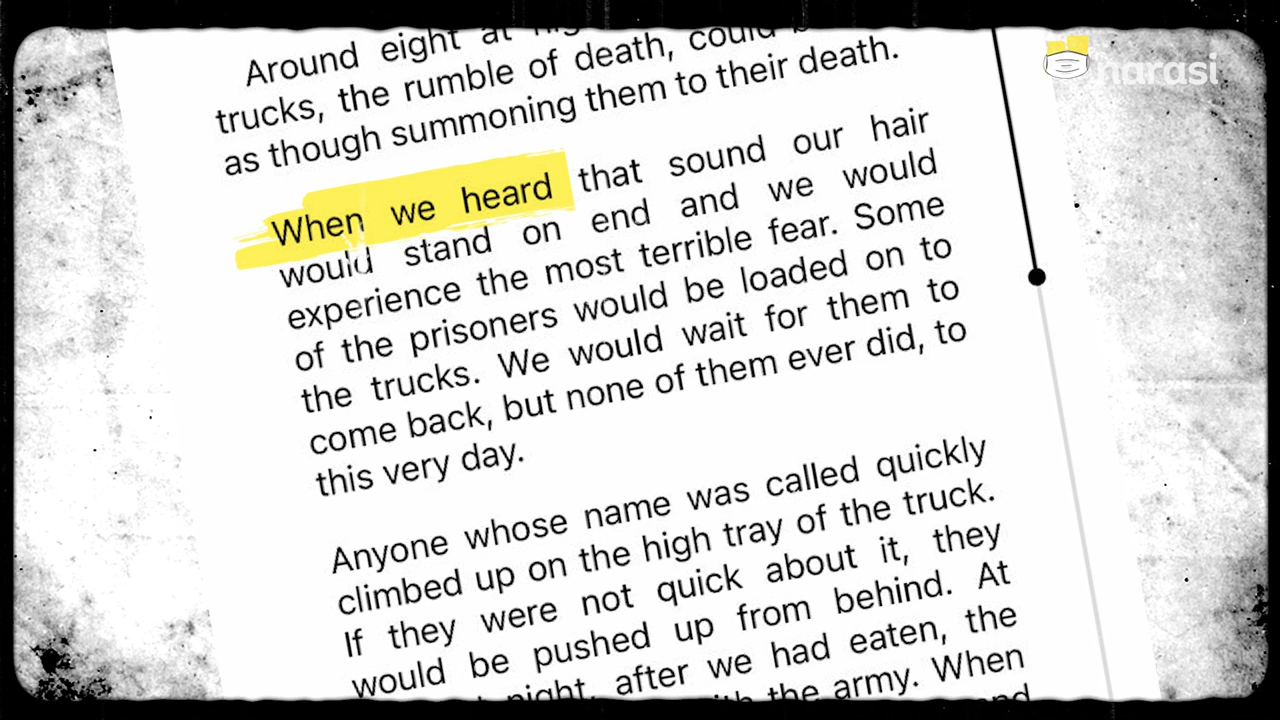 Around eight at
trucks, the rumble of death, could
as though summoning them to their death.
When we heard that sound our hair
would stand on end and we would
experience the most terrible fear. Some
of the prisoners would be loaded on to
the trucks. We would wait for them to
come back, but none of them ever did, to
this very day.
Anyone whose name was called quickly
climbed up on the high tray of the truck.
If they were not quick about it, they
would be pushed up from behind. At
night, after we had eaten, the
the army. When
narasi